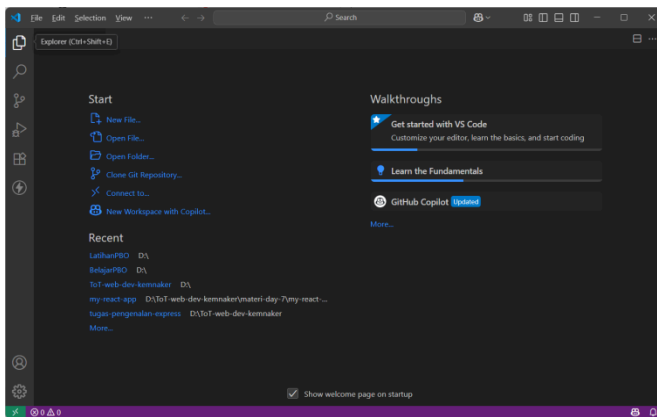 File Edit Selection View ··· Search
Explorer (Ctrl+Shift+E)
Start
New File...
Open File...
Open Folder...
Clone Git Repository...
Connect to...
New Workspace with Copilot...
Recent
LatihanPBO D:\
BelajarPBO D:\
ToT-web-dev-kemnaker D:\
my-react-app D:\ToT-web-dev-kemnaker\materi-day-7\my-react-...
tugas-pengenalan-express D:\ToT-web-dev-kemnaker
More...
Walkthroughs
Get started with VS Code
Customize your editor, learn the basics, and start coding
Learn the Fundamentals
GitHub Copilot Updated
More...
Show welcome page on startup
0 0